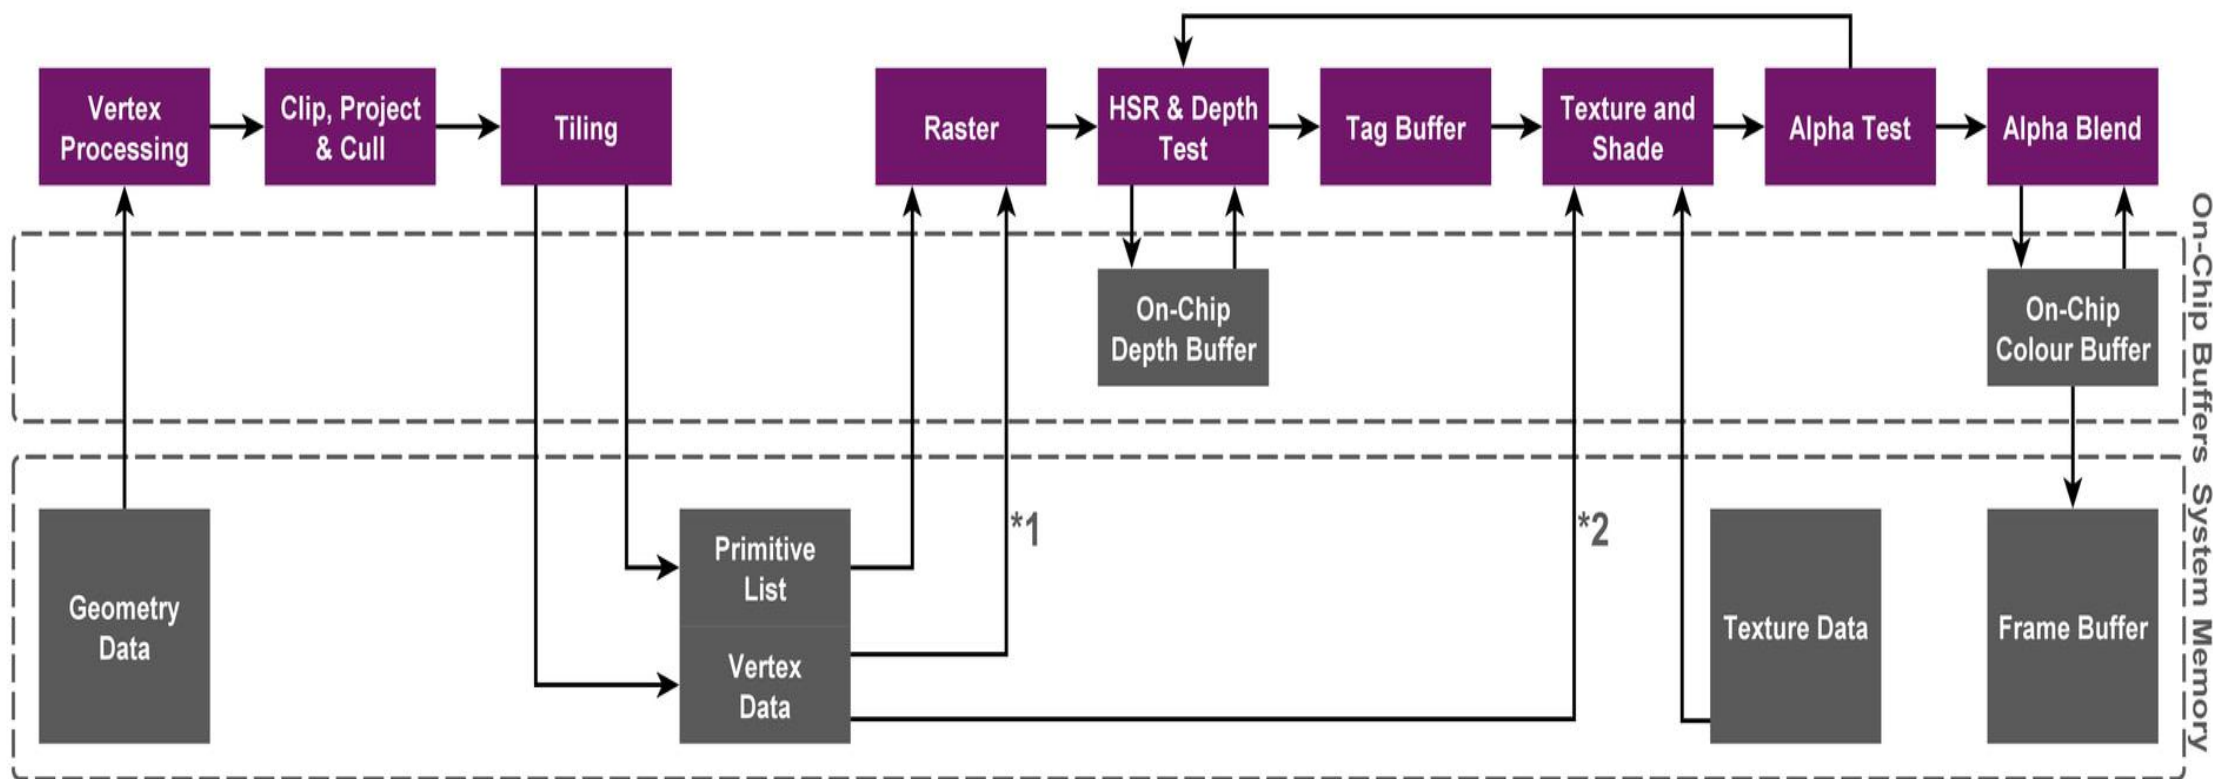 Vertex
Processing
Clip, Project
& Cull
Tiling
Raster
HSR & Depth
Test
Tag Buffer
Texture and
Shade
Alpha Test
Alpha Blend
On-Chip
Depth Buffer
On-Chip
Colour Buffer
On-Chip Buffers
*1
*2
Primitive
List
Geometry
Data
Vertex
Data
Texture Data
Frame Buffer
System Memory